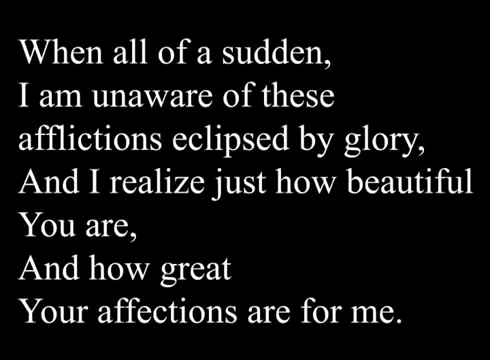 When all of a sudden,
I am unaware of these
afflictions eclipsed by glory,
And I realize just how beautiful
You are,
And how great
Your affections are for me.